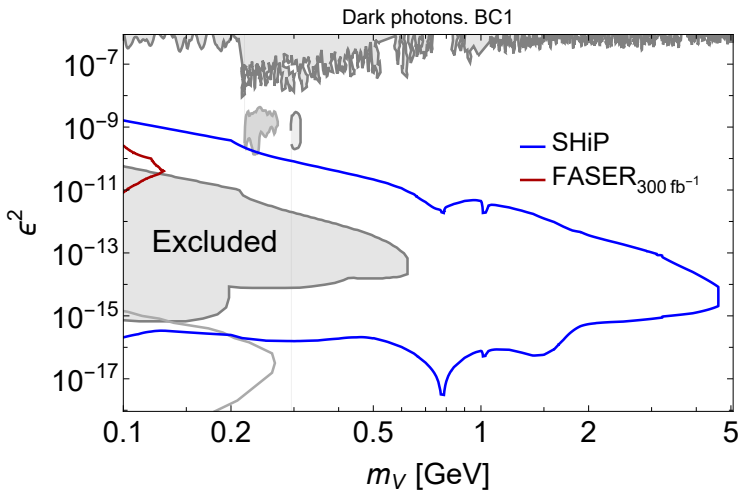 Dark photons. BC1
10⁻⁷
10⁻⁹
10⁻¹¹
10⁻¹³
10⁻¹⁵
10⁻¹⁷
ϵ²
SHiP
FASER₃₀₀ fb⁻¹
Excluded
0.1 0.2 0.5 1 2 5
m_V [GeV]